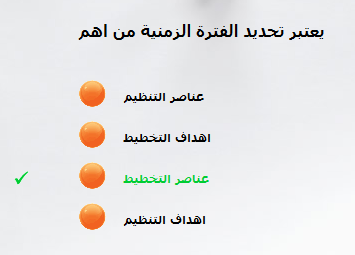 يعتبر تحديد الفترة الزمنية من اهم
عناصر التنظيم
اهداف التخطيط
عناصر التخطيط
اهداف التنظيم